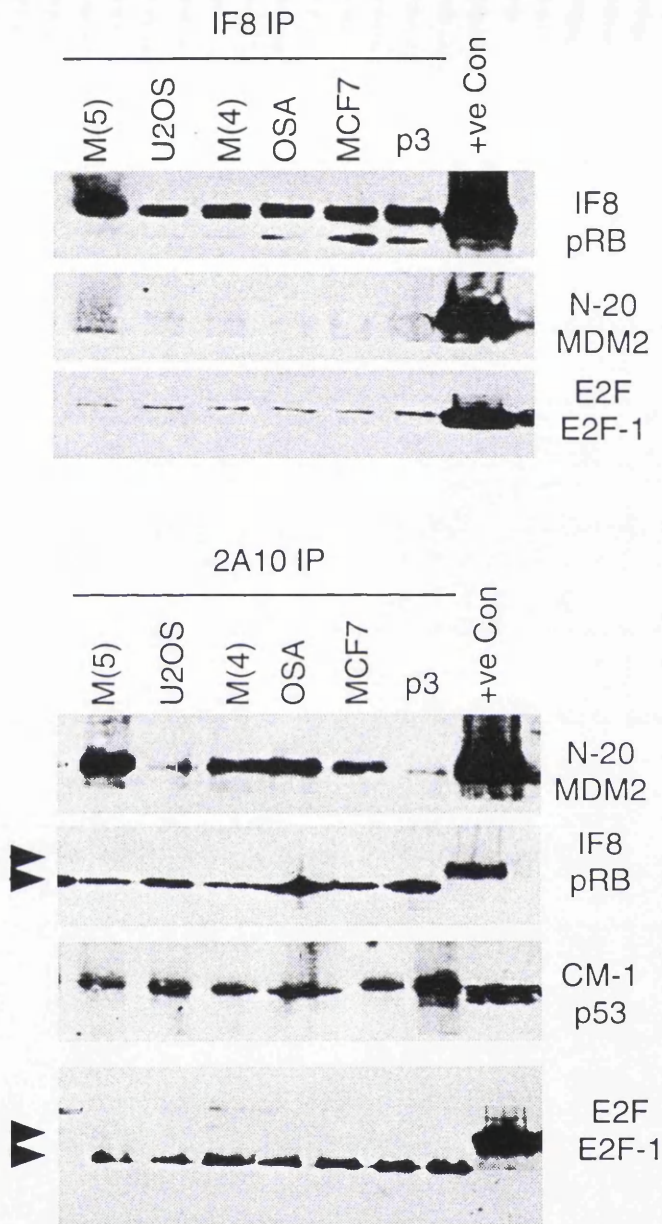 IF8 IP
M(5) U2OS M(4) OSA MCF7 p3 +ve Con
IF8
pRB
N-20
MDM2
E2F
E2F-1
2A10 IP
M(5) U2OS M(4) OSA MCF7 p3 +ve Con
N-20
MDM2
IF8
pRB
CM-1
p53
E2F
E2F-1